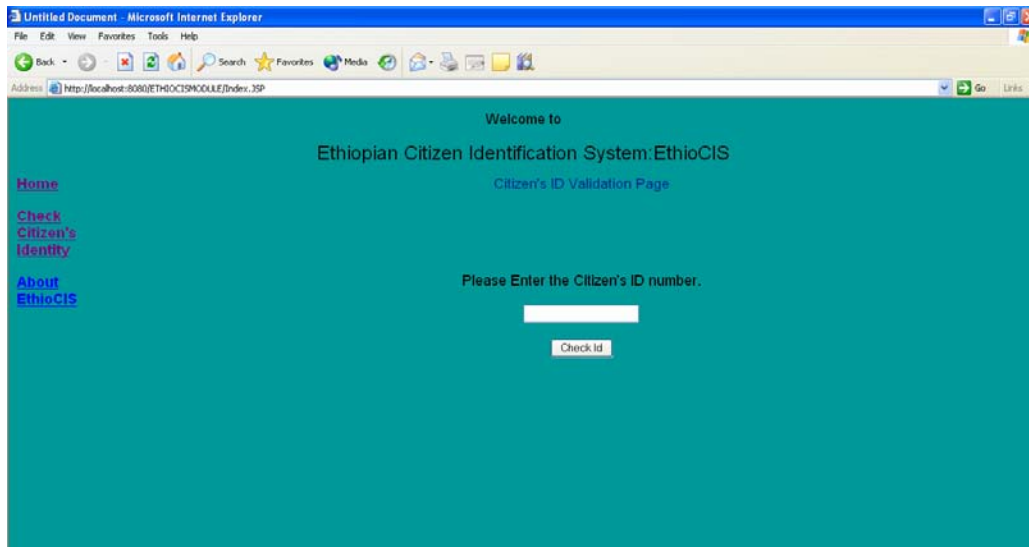 Untitled Document - Microsoft Internet Explorer
File Edit View Favorites Tools Help
Back Search Favorites Media
Address http://localhost:8080/ETHIOCISMODULE/Index.JSP Go Links
Welcome to
Ethiopian Citizen Identification System:EthioCIS
Home
Citizen's ID Validation Page
Check
Citizen's
Identity
About
EthioCIS
Please Enter the Citizen's ID number.
Check Id